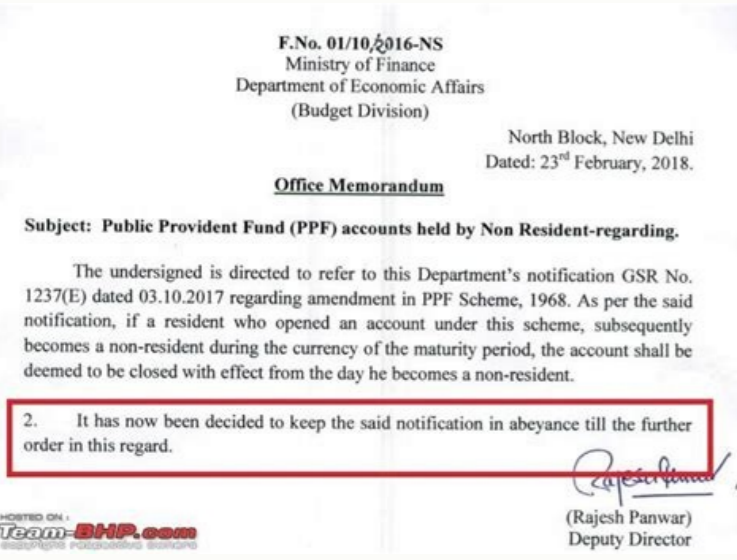 F.No. 01/10/2016-NS
Ministry of Finance
Department of Economic Affairs
(Budget Division)
North Block, New Delhi
Dated: 23rd February, 2018.
Office Memorandum
Subject: Public Provident Fund (PPF) accounts held by Non Resident-regarding.
The undersigned is directed to refer to this Department's notification GSR No.
1237(E) dated 03.10.2017 regarding amendment in PPF Scheme, 1968. As per the said
notification, if a resident who opened an account under this scheme, subsequently
becomes a non-resident during the currency of the maturity period, the account shall be
deemed to be closed with effect from the day he becomes a non-resident.
2. It has now been decided to keep the said notification in abeyance till the further
order in this regard.
(Rajesh Panwar)
Deputy Director
HOSTED ON :
Team-BHP.com
copyright respective owners